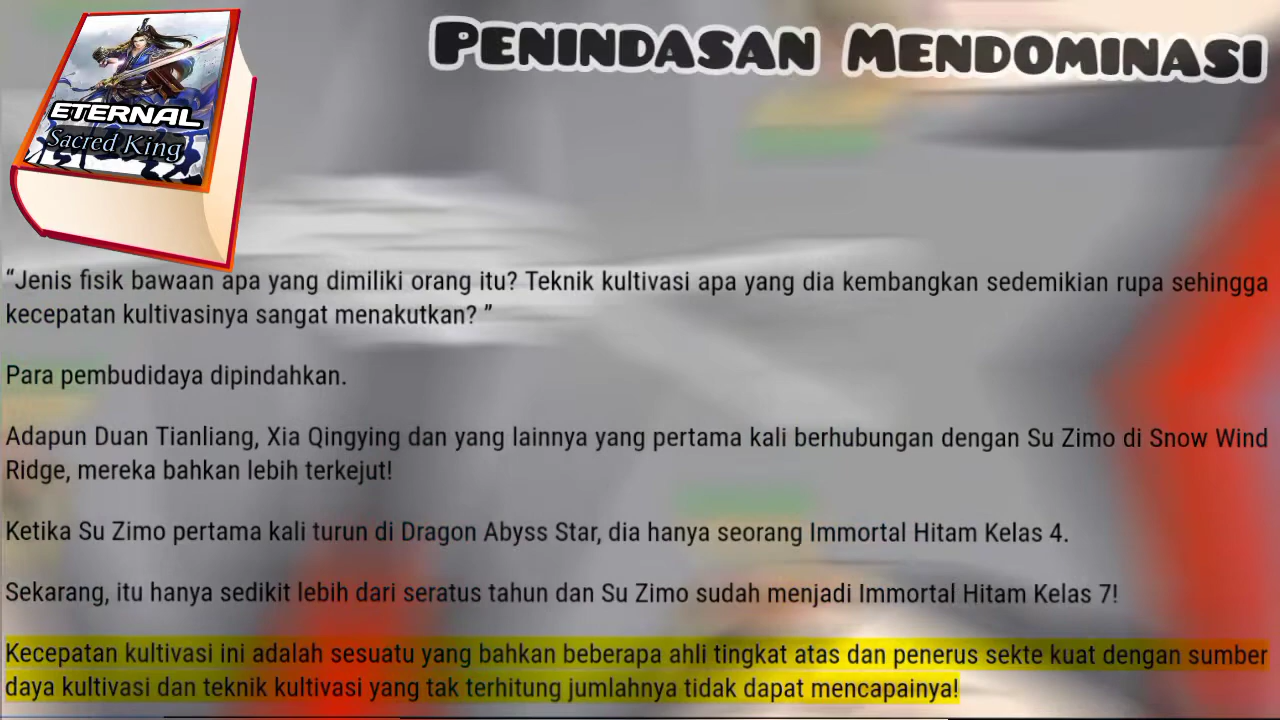 PENINDASAN MENDOMINASI
ETERNAL
Sacred King
“Jenis fisik bawaan apa yang dimiliki orang itu? Teknik kultivasi apa yang dia kembangkan sedemikian rupa sehingga
kecepatan kultivasinya sangat menakutkan? ”
Para pembudidaya dipindahkan.
Adapun Duan Tianliang, Xia Qingying dan yang lainnya yang pertama kali berhubungan dengan Su Zimo di Snow Wind
Ridge, mereka bahkan lebih terkejut!
Ketika Su Zimo pertama kali turun di Dragon Abyss Star, dia hanya seorang Immortal Hitam Kelas 4.
Sekarang, itu hanya sedikit lebih dari seratus tahun dan Su Zimo sudah menjadi Immortal Hitam Kelas 7!
Kecepatan kultivasi ini adalah sesuatu yang bahkan beberapa ahli tingkat atas dan penerus sekte kuat dengan sumber
daya kultivasi dan teknik kultivasi yang tak terhitung jumlahnya tidak dapat mencapainya!